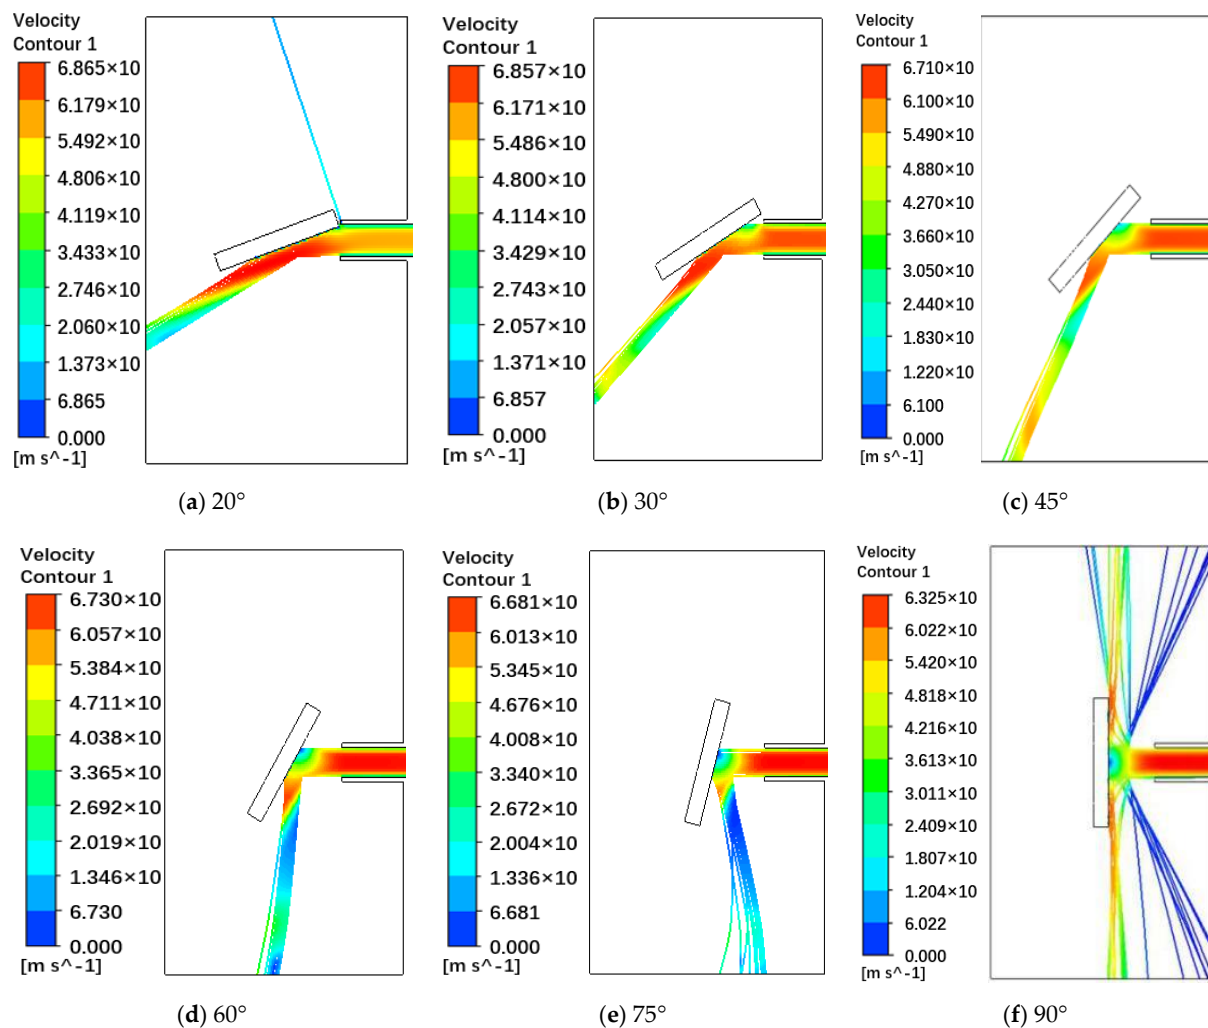 Velocity
Contour 1
6.865×10
6.179×10
5.492×10
4.806×10
4.119×10
3.433×10
2.746×10
2.060×10
1.373×10
6.865
0.000
[m s^-1]
(a) 20°
Velocity
Contour 1
6.857×10
6.171×10
5.486×10
4.800×10
4.114×10
3.429×10
2.743×10
2.057×10
1.371×10
6.857
0.000
[m s^-1]
(b) 30°
Velocity
Contour 1
6.710×10
6.100×10
5.490×10
4.880×10
4.270×10
3.660×10
3.050×10
2.440×10
1.830×10
1.220×10
6.100
0.000
[m s^-1]
(c) 45°
Velocity
Contour 1
6.730×10
6.057×10
5.384×10
4.711×10
4.038×10
3.365×10
2.692×10
2.019×10
1.346×10
6.730
0.000
[m s^-1]
(d) 60°
Velocity
Contour 1
6.681×10
6.013×10
5.345×10
4.676×10
4.008×10
3.340×10
2.672×10
2.004×10
1.336×10
6.681
0.000
[m s^-1]
(e) 75°
Velocity
Contour 1
6.325×10
6.022×10
5.420×10
4.818×10
4.216×10
3.613×10
3.011×10
2.409×10
1.807×10
1.204×10
6.022
0.000
[m s^-1]
(f) 90°